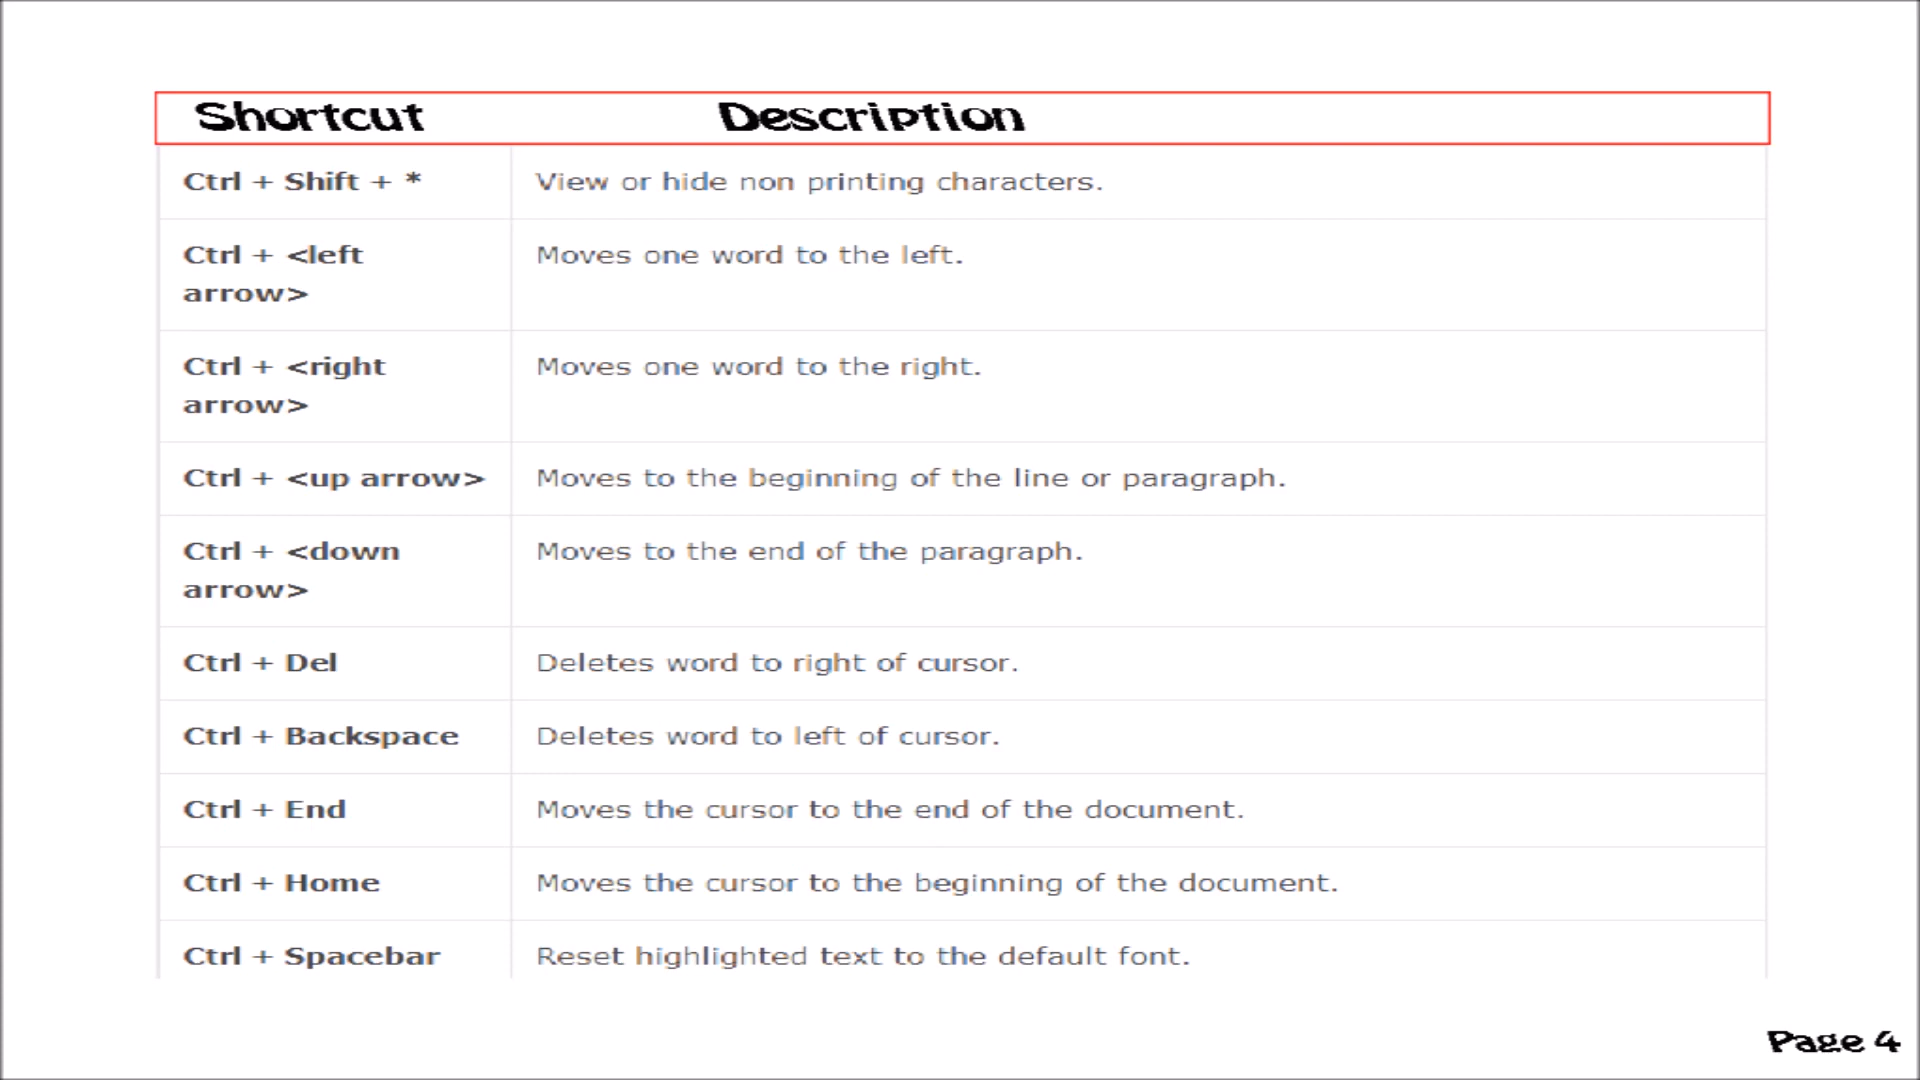 Shortcut Description
Ctrl + Shift + * View or hide non printing characters.
Ctrl + <left Moves one word to the left.
arrow>
Ctrl + <right Moves one word to the right.
arrow>
Ctrl + <up arrow> Moves to the beginning of the line or paragraph.
Ctrl + <down Moves to the end of the paragraph.
arrow>
Ctrl + Del Deletes word to right of cursor.
Ctrl + Backspace Deletes word to left of cursor.
Ctrl + End Moves the cursor to the end of the document.
Ctrl + Home Moves the cursor to the beginning of the document.
Ctrl + Spacebar Reset highlighted text to the default font.
Page 4